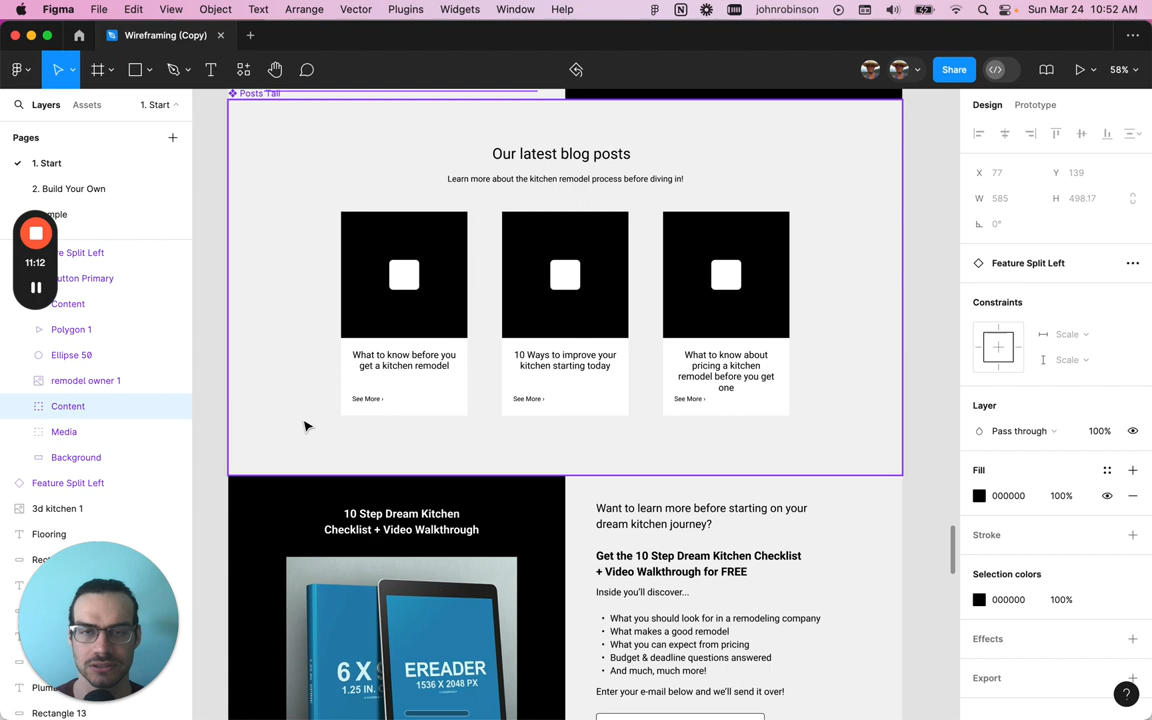 Figma File Edit View Object Text Arrange Vector Plugins Widgets Window Help johnrobinson Sun Mar 24 10:52 AM
Wireframing (Copy)
Share 58%
Layers Assets 1. Start
Pages
1. Start
2. Build Your Own
mple
11:12
re Split Left
utton Primary
Content
Polygon 1
Ellipse 50
remodel owner 1
Content
Media
Background
Feature Split Left
3d kitchen 1
Flooring
Rect
Rectangle 13
Posts Tall
Our latest blog posts
Learn more about the kitchen remodel process before diving in!
What to know before you
get a kitchen remodel
See More ›
10 Ways to improve your
kitchen starting today
See More ›
What to know about
pricing a kitchen
remodel before you get
one
See More ›
10 Step Dream Kitchen
Checklist + Video Walkthrough
6 X
1.25 IN.
EREADER
1536 X 2048 PX
Want to learn more before starting on your
dream kitchen journey?
Get the 10 Step Dream Kitchen Checklist
+ Video Walkthrough for FREE
Inside you'll discover...
• What you should look for in a remodeling company
• What makes a good remodel
• What you can expect from pricing
• Budget & deadline questions answered
• And much, much more!
Enter your e-mail below and we'll send it over!
Design Prototype
X 77 Y 139
W 585 H 498.17
0°
Feature Split Left
Constraints
Scale
Scale
Layer
Pass through 100%
Fill
000000 100%
Stroke
Selection colors
000000 100%
Effects
Export
?